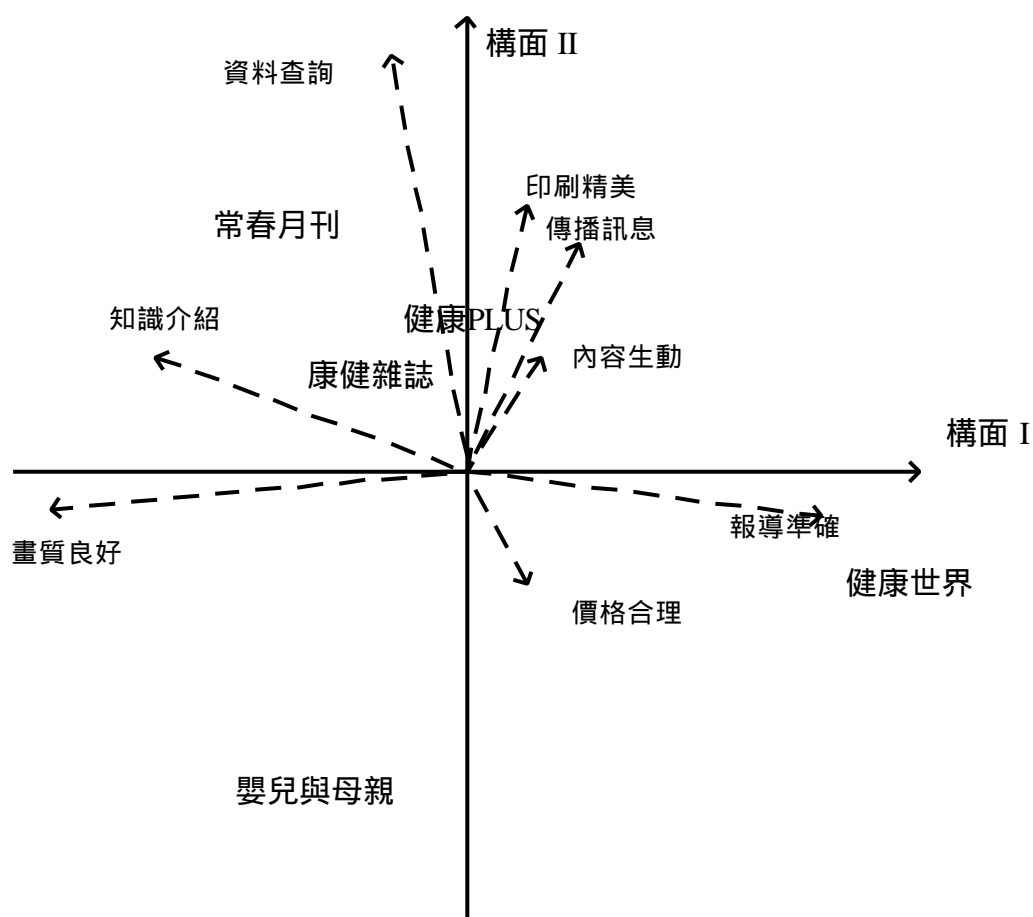 構面 II
資料查詢
印刷精美
常春月刊
傳播訊息
知識介紹
健康PLUS
內容生動
康健雜誌
構面 I
報導準確
畫質良好
健康世界
價格合理
嬰兒與母親